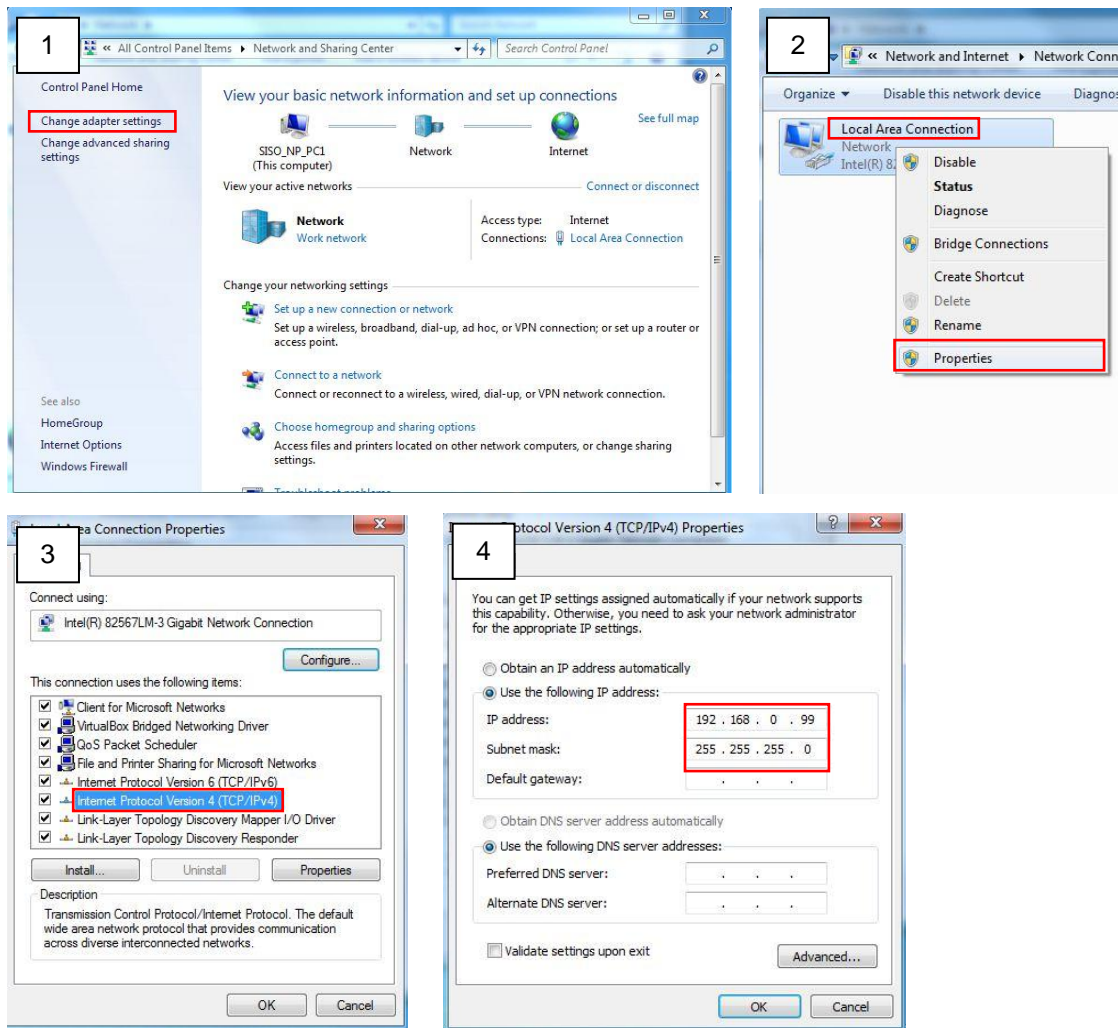 1
« All Control Panel Items ▸ Network and Sharing Center
Search Control Panel
Control Panel Home
Change adapter settings
Change advanced sharing
settings
See also
HomeGroup
Internet Options
Windows Firewall
View your basic network information and set up connections
See full map
SISO_NP_PC1
(This computer)
Network
Internet
View your active networks
Connect or disconnect
Network
Work network
Access type: Internet
Connections: Local Area Connection
Change your networking settings
Set up a new connection or network
Set up a wireless, broadband, dial-up, ad hoc, or VPN connection; or set up a router or
access point.
Connect to a network
Connect or reconnect to a wireless, wired, dial-up, or VPN network connection.
Choose homegroup and sharing options
Access files and printers located on other network computers, or change sharing
settings.
2
« Network and Internet ▸ Network Conn
Organize Disable this network device Diagnos
Local Area Connection
Network
Intel(R) 8
Disable
Status
Diagnose
Bridge Connections
Create Shortcut
Delete
Rename
Properties
3
ea Connection Properties
Connect using:
Intel(R) 82567LM-3 Gigabit Network Connection
Configure...
This connection uses the following items:
Client for Microsoft Networks
VirtualBox Bridged Networking Driver
QoS Packet Scheduler
File and Printer Sharing for Microsoft Networks
Internet Protocol Version 6 (TCP/IPv6)
Internet Protocol Version 4 (TCP/IPv4)
Link-Layer Topology Discovery Mapper I/O Driver
Link-Layer Topology Discovery Responder
Install... Uninstall Properties
Description
Transmission Control Protocol/Internet Protocol. The default
wide area network protocol that provides communication
across diverse interconnected networks.
OK Cancel
4
otocol Version 4 (TCP/IPv4) Properties
You can get IP settings assigned automatically if your network supports
this capability. Otherwise, you need to ask your network administrator
for the appropriate IP settings.
Obtain an IP address automatically
Use the following IP address:
IP address: 192 . 168 . 0 . 99
Subnet mask: 255 . 255 . 255 . 0
Default gateway: . . .
Obtain DNS server address automatically
Use the following DNS server addresses:
Preferred DNS server: . . .
Alternate DNS server: . . .
Validate settings upon exit
Advanced...
OK Cancel